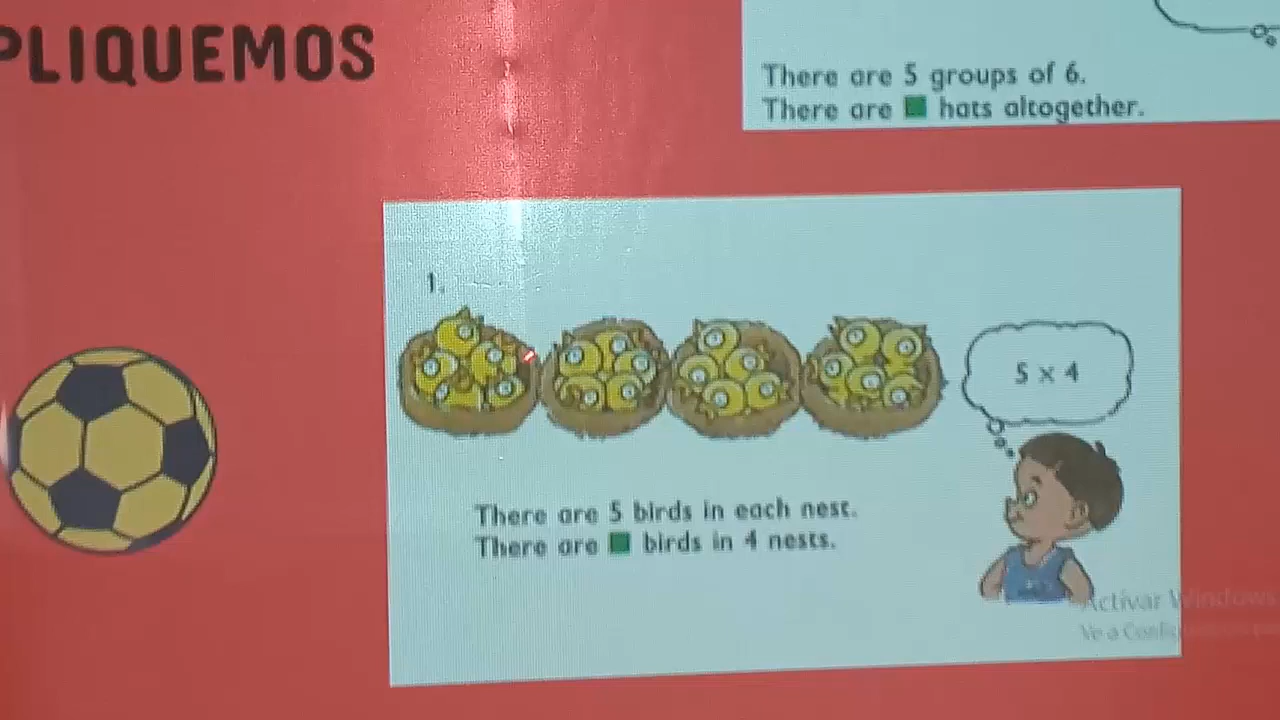 PLIQUEMOS
There are 5 groups of 6.
There are hats altogether.
1.
5 x 4
There are 5 birds in each nest.
There are birds in 4 nests.
Activar Windows
Ve a